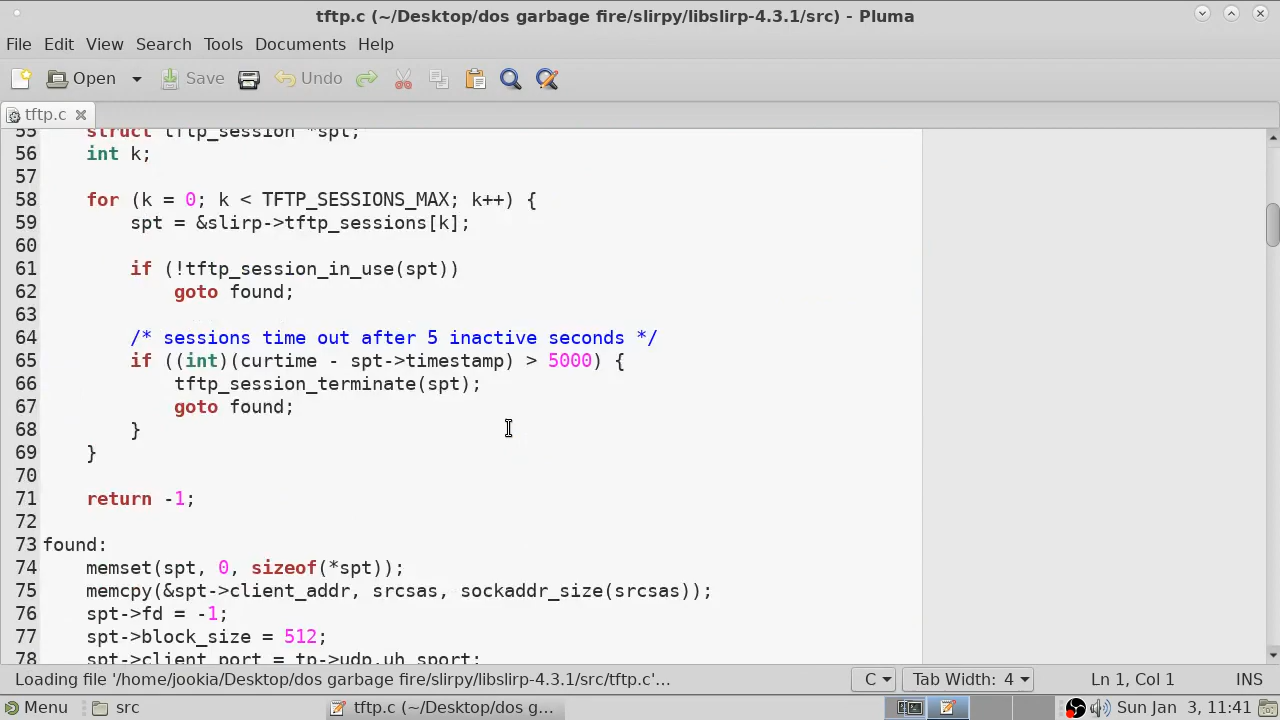 tftp.c (~/Desktop/dos garbage fire/slirpy/libslirp-4.3.1/src) - Pluma
File Edit View Search Tools Documents Help
Open Save Undo
tftp.c
55     struct tftp_session *spt;
56     int k;
57
58     for (k = 0; k < TFTP_SESSIONS_MAX; k++) {
59         spt = &slirp->tftp_sessions[k];
60
61         if (!tftp_session_in_use(spt))
62             goto found;
63
64         /* sessions time out after 5 inactive seconds */
65         if ((int)(curtime - spt->timestamp) > 5000) {
66             tftp_session_terminate(spt);
67             goto found;
68         }
69     }
70
71     return -1;
72
73 found:
74     memset(spt, 0, sizeof(*spt));
75     memcpy(&spt->client_addr, srcsas, sockaddr_size(srcsas));
76     spt->fd = -1;
77     spt->block_size = 512;
78     spt->client_port = tp->udp.uh_sport;
Loading file '/home/jookia/Desktop/dos garbage fire/slirpy/libslirp-4.3.1/src/tftp.c'… C Tab Width: 4 Ln 1, Col 1 INS
Menu src tftp.c (~/Desktop/dos g… Sun Jan 3, 11:41